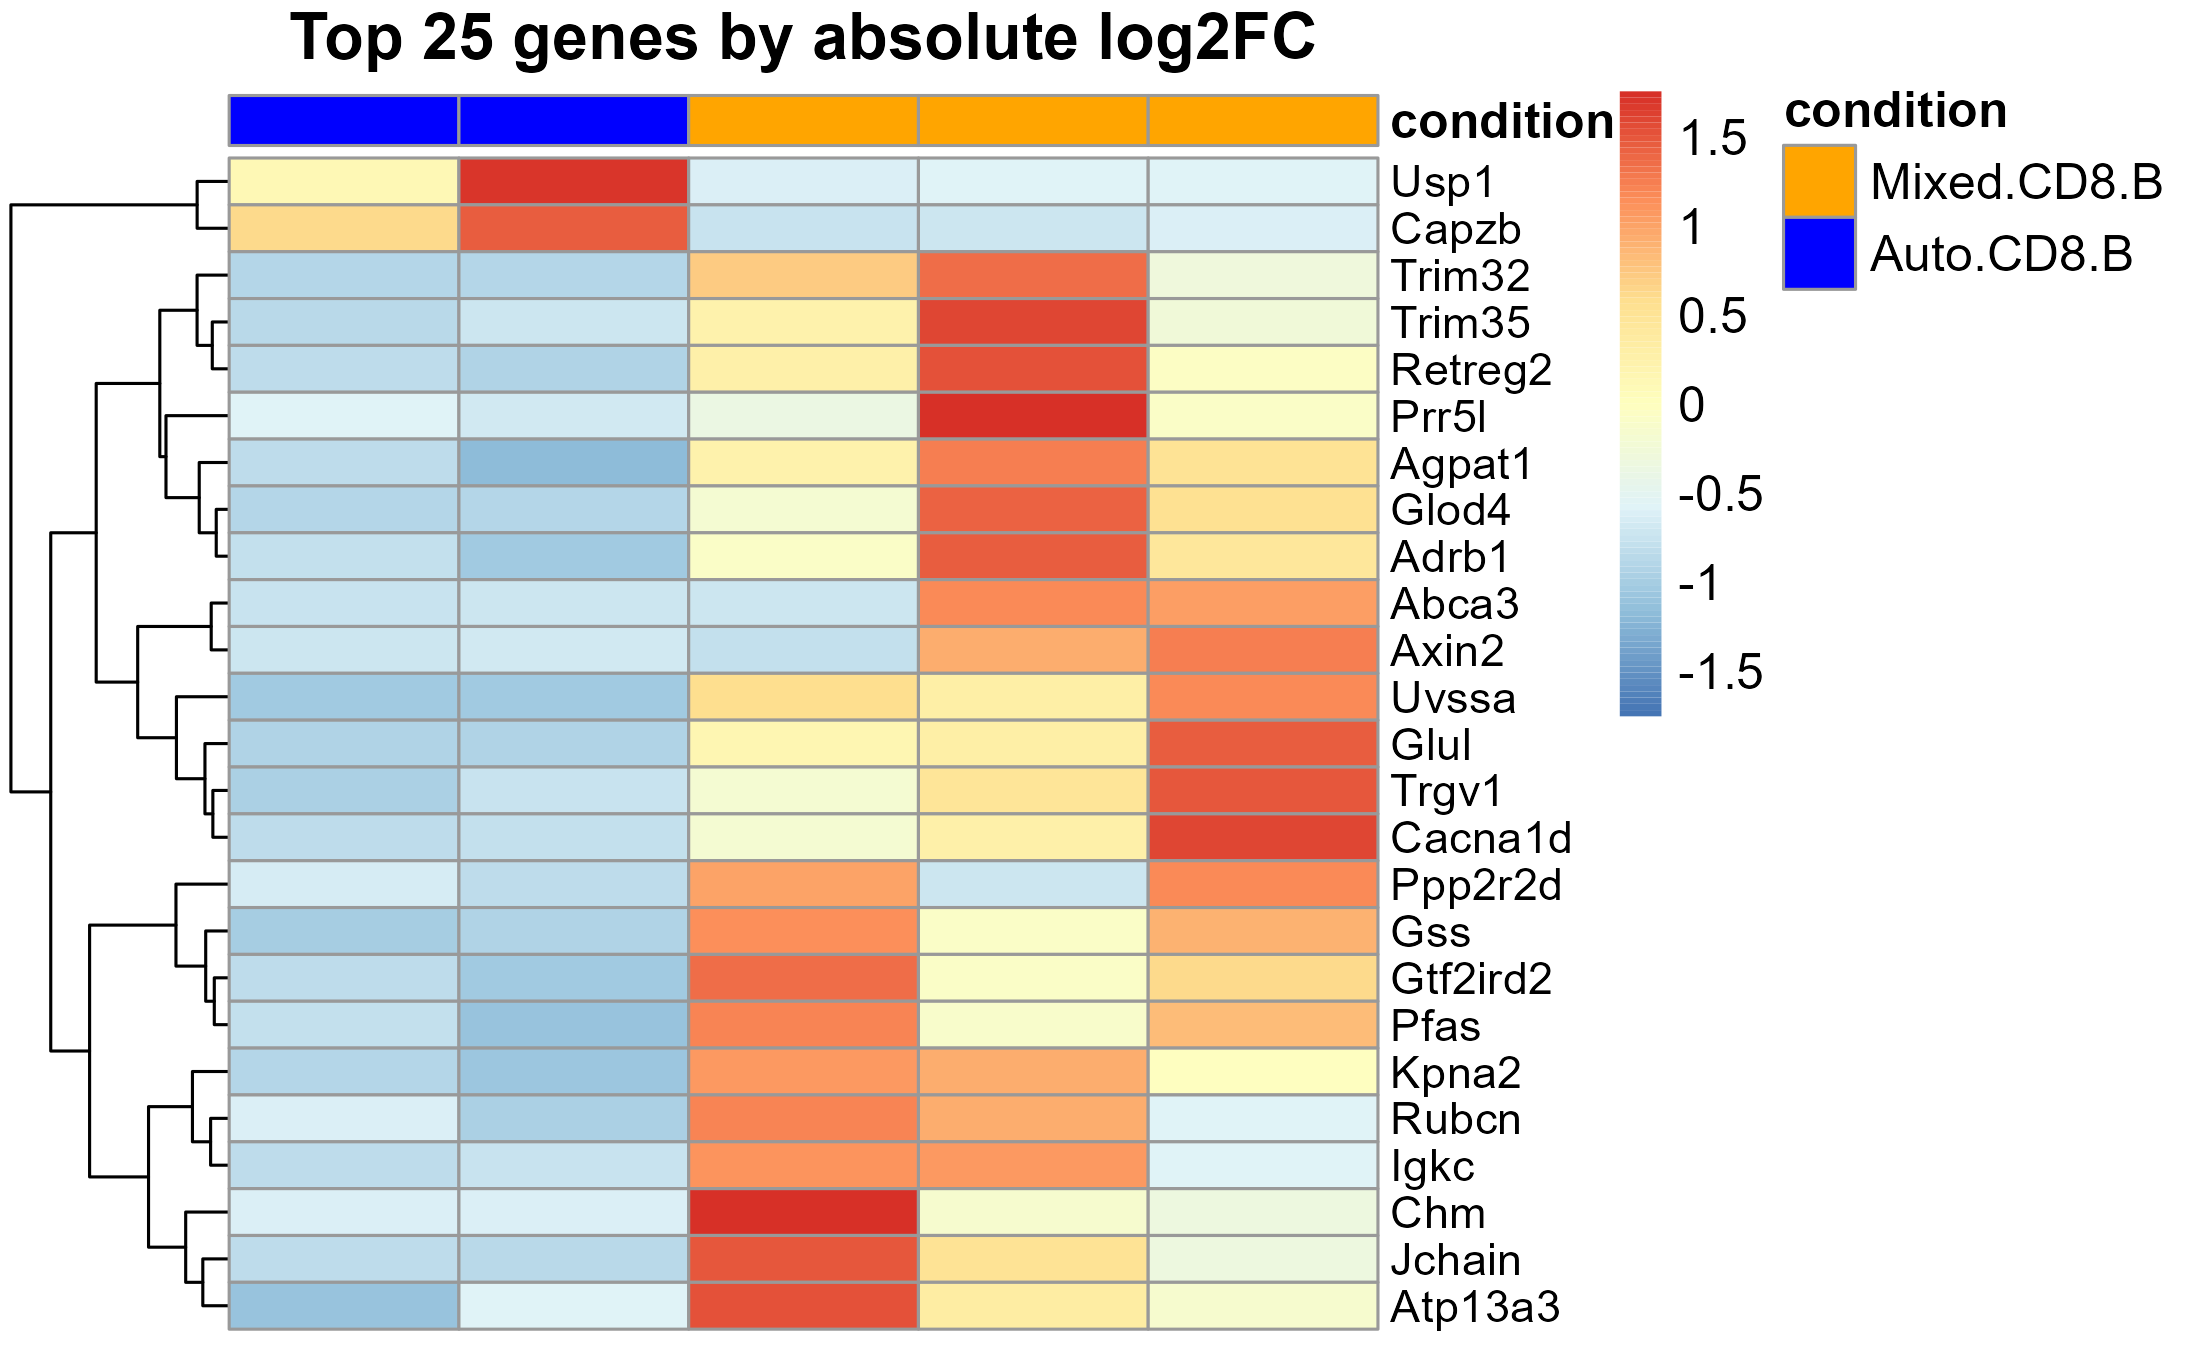 Top 25 genes by absolute log2FC
condition
Usp1
Capzb
Trim32
Trim35
Retreg2
Prr5l
Agpat1
Glod4
Adrb1
Abca3
Axin2
Uvssa
Glul
Trgv1
Cacna1d
Ppp2r2d
Gss
Gtf2ird2
Pfas
Kpna2
Rubcn
Igkc
Chm
Jchain
Atp13a3
1.5
1
0.5
0
-0.5
-1
-1.5
condition
Mixed.CD8.B
Auto.CD8.B